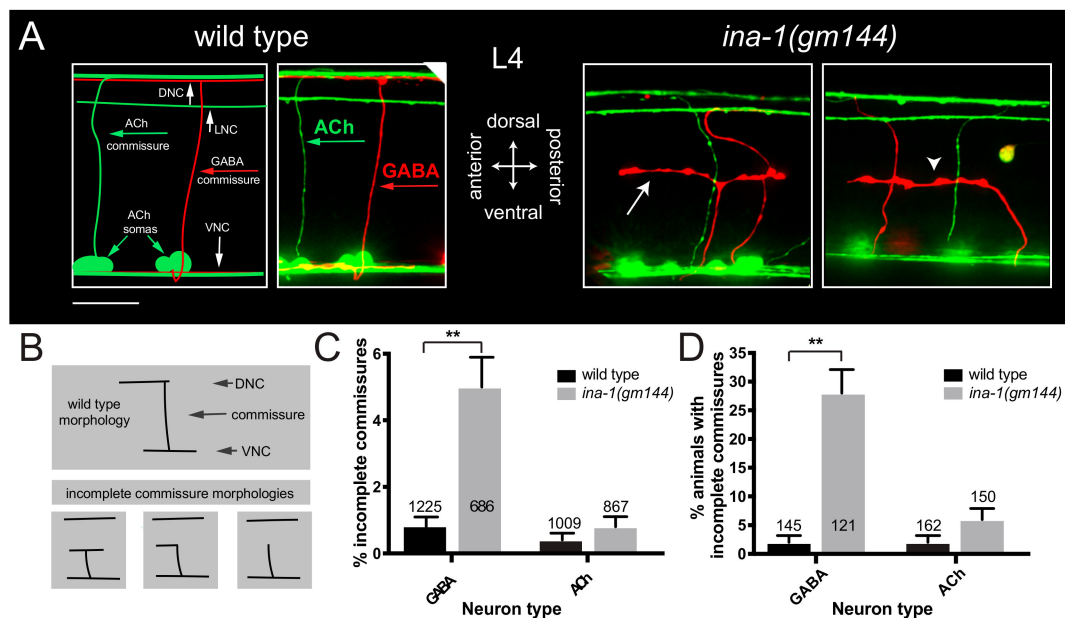 A
wild type
L4
ina-1(gm144)
DNC
LNC
ACh
commissure
GABA
commissure
ACh
somas
VNC
ACh
GABA
dorsal
anterior
posterior
ventral
B
wild type
morphology
DNC
commissure
VNC
incomplete commissure morphologies
C
% incomplete commissures
6
4
2
0
**
wild type
ina-1(gm144)
1225
686
1009
867
GABA
ACh
Neuron type
D
% animals with
incomplete commissures
35
30
25
20
15
10
5
0
**
wild type
ina-1(gm144)
145
121
162
150
GABA
ACh
Neuron type